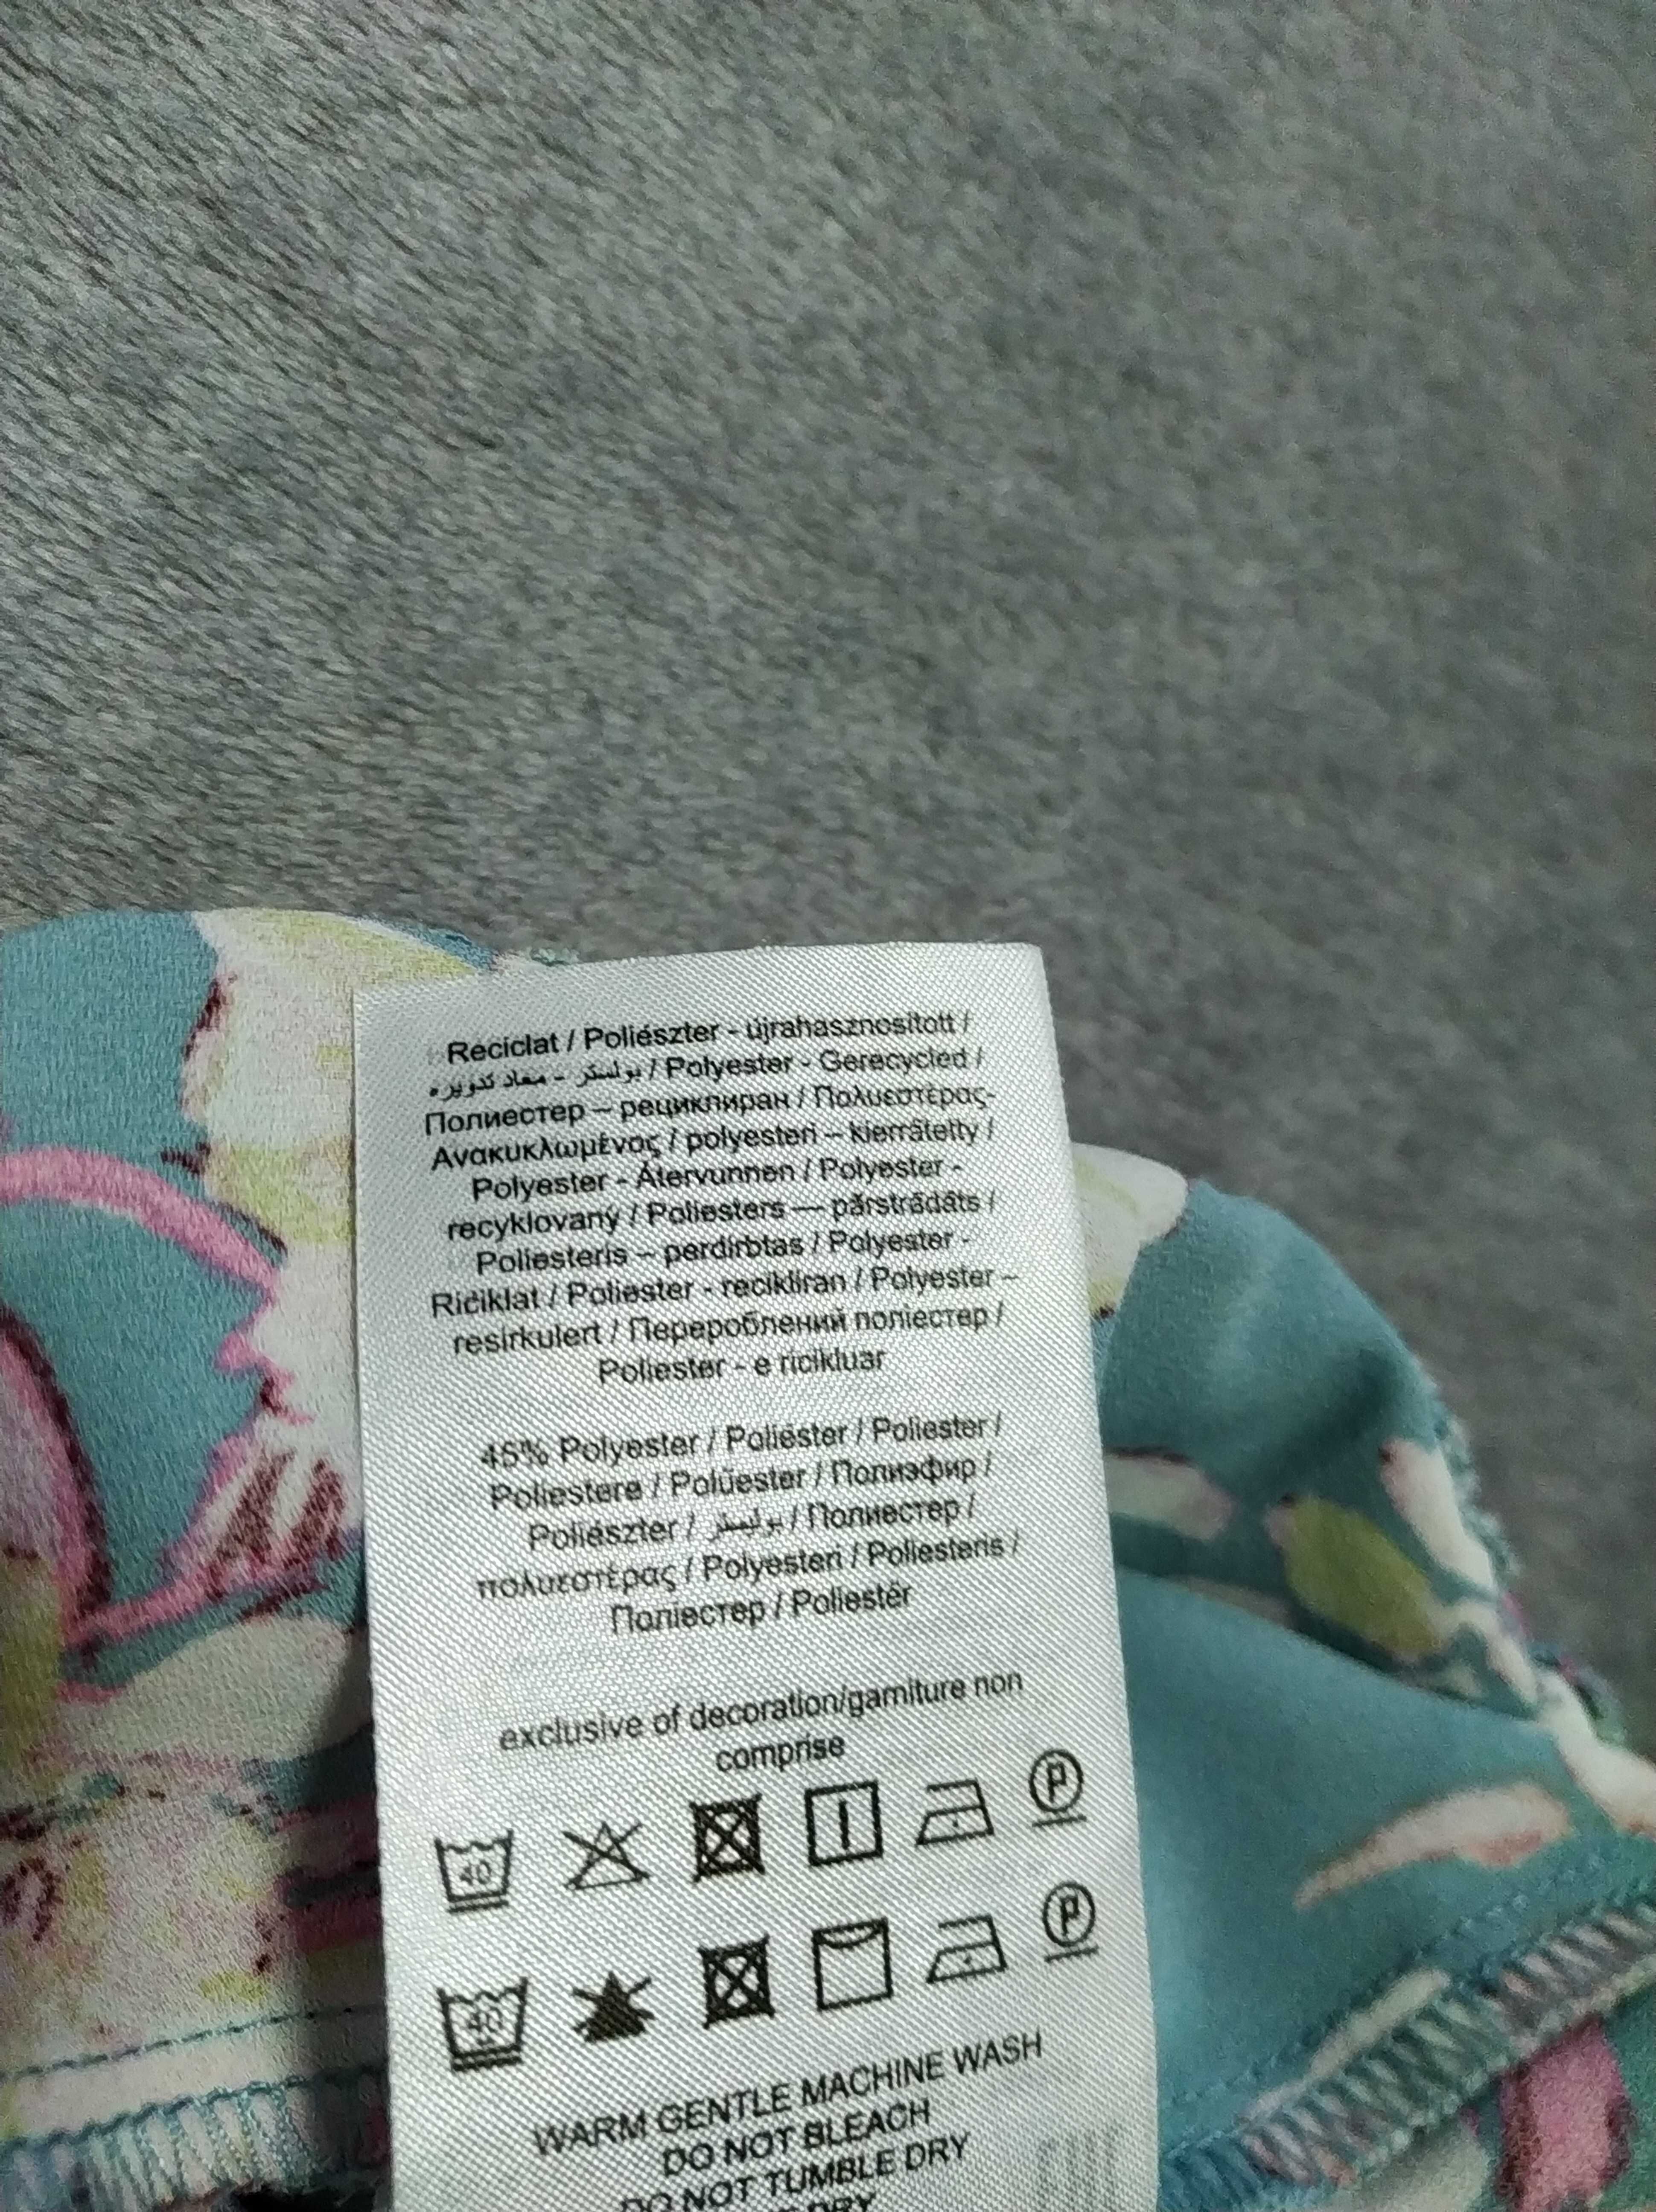 Reciclat / Poliészter - újrahasznosított /
بوليستر - معاد تدويره / Polyester - Gerecycled /
Полиестер – рециклиран / Πολυεστέρας-
Ανακυκλωμένος / polyesteri – kierrätetty /
Polyester - Återvunnen / Polyester -
recyklovaný / Poliesters — pārstrādāts /
Poliesteris – perdirbtas / Polyester -
Ričiklat / Poliester - recikliran / Polyester –
resirkulert / Перероблений поліестер /
Poliester - e ricikluar
45% Polyester / Poliéster / Poliester /
Poliestere / Polüester / Полиэфир /
Poliészter / بوليستر / Полиестер /
πολυεστέρας / Polyesteri / Poliesteris /
Поліестер / Poliestër
exclusive of decoration/garniture non
comprise
40 P
40 P
WARM GENTLE MACHINE WASH
DO NOT BLEACH
DO NOT TUMBLE DRY
DRY